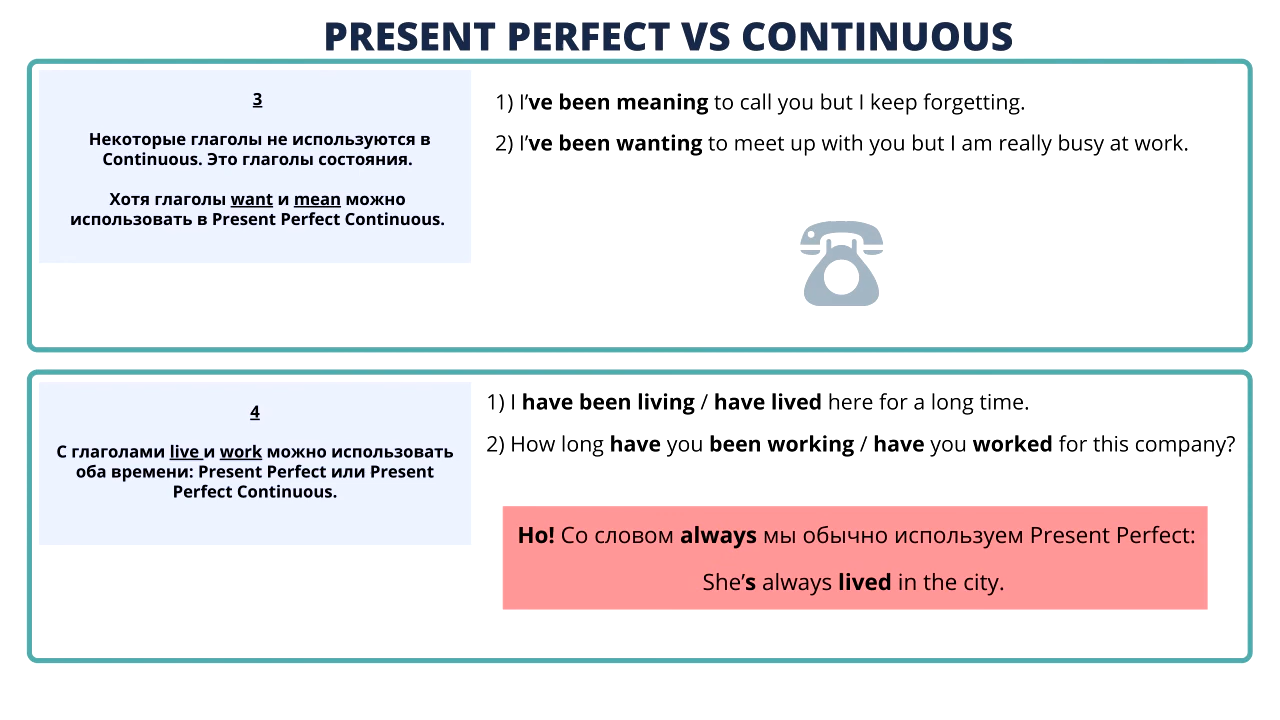 PRESENT PERFECT VS CONTINUOUS
3
Некоторые глаголы не используются в
Continuous. Это глаголы состояния.
Хотя глаголы want и mean можно
использовать в Present Perfect Continuous.
1) I’ve been meaning to call you but I keep forgetting.
2) I’ve been wanting to meet up with you but I am really busy at work.
4
С глаголами live и work можно использовать
оба времени: Present Perfect или Present
Perfect Continuous.
1) I have been living / have lived here for a long time.
2) How long have you been working / have you worked for this company?
Но! Со словом always мы обычно используем Present Perfect:
She’s always lived in the city.